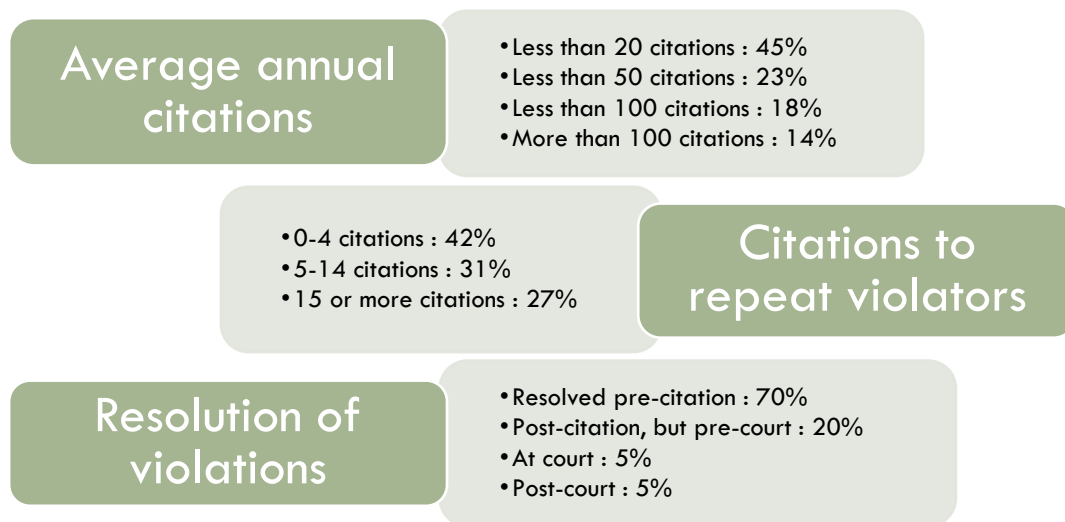 Average annual
citations
•Less than 20 citations : 45%
•Less than 50 citations : 23%
•Less than 100 citations : 18%
•More than 100 citations : 14%
•0-4 citations : 42%
•5-14 citations : 31%
•15 or more citations : 27%
Citations to
repeat violators
Resolution of
violations
•Resolved pre-citation : 70%
•Post-citation, but pre-court : 20%
•At court : 5%
•Post-court : 5%